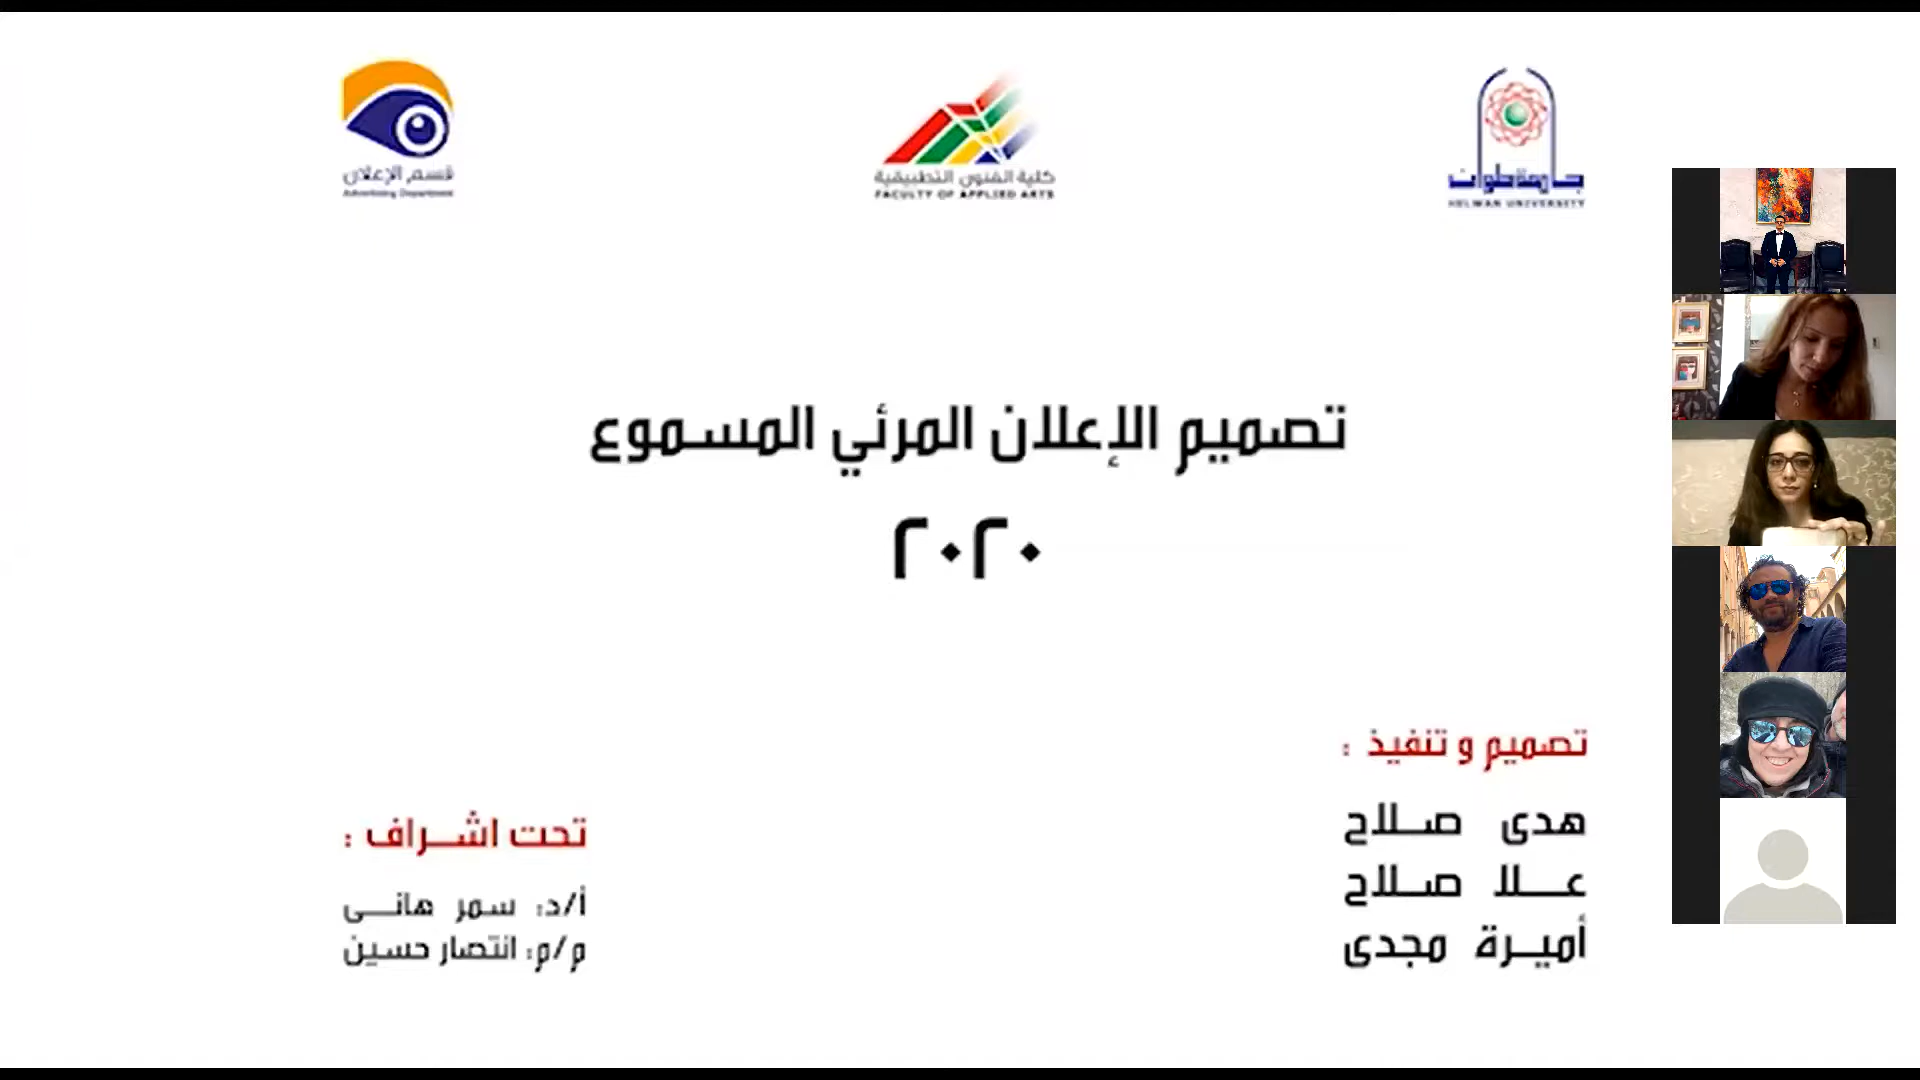 جامعة حلوان
HELWAN UNIVERSITY
كلية الفنون التطبيقية
FACULTY OF APPLIED ARTS
قسم الإعلان
Advertising Department
تصميم الإعلان المرئي المسموع
٢٠٢٠
تصميم و تنفيذ :
هدى صلاح
علا صلاح
أميرة مجدى
تحت اشراف :
أ/د: سمر هانى
م/م: انتصار حسين